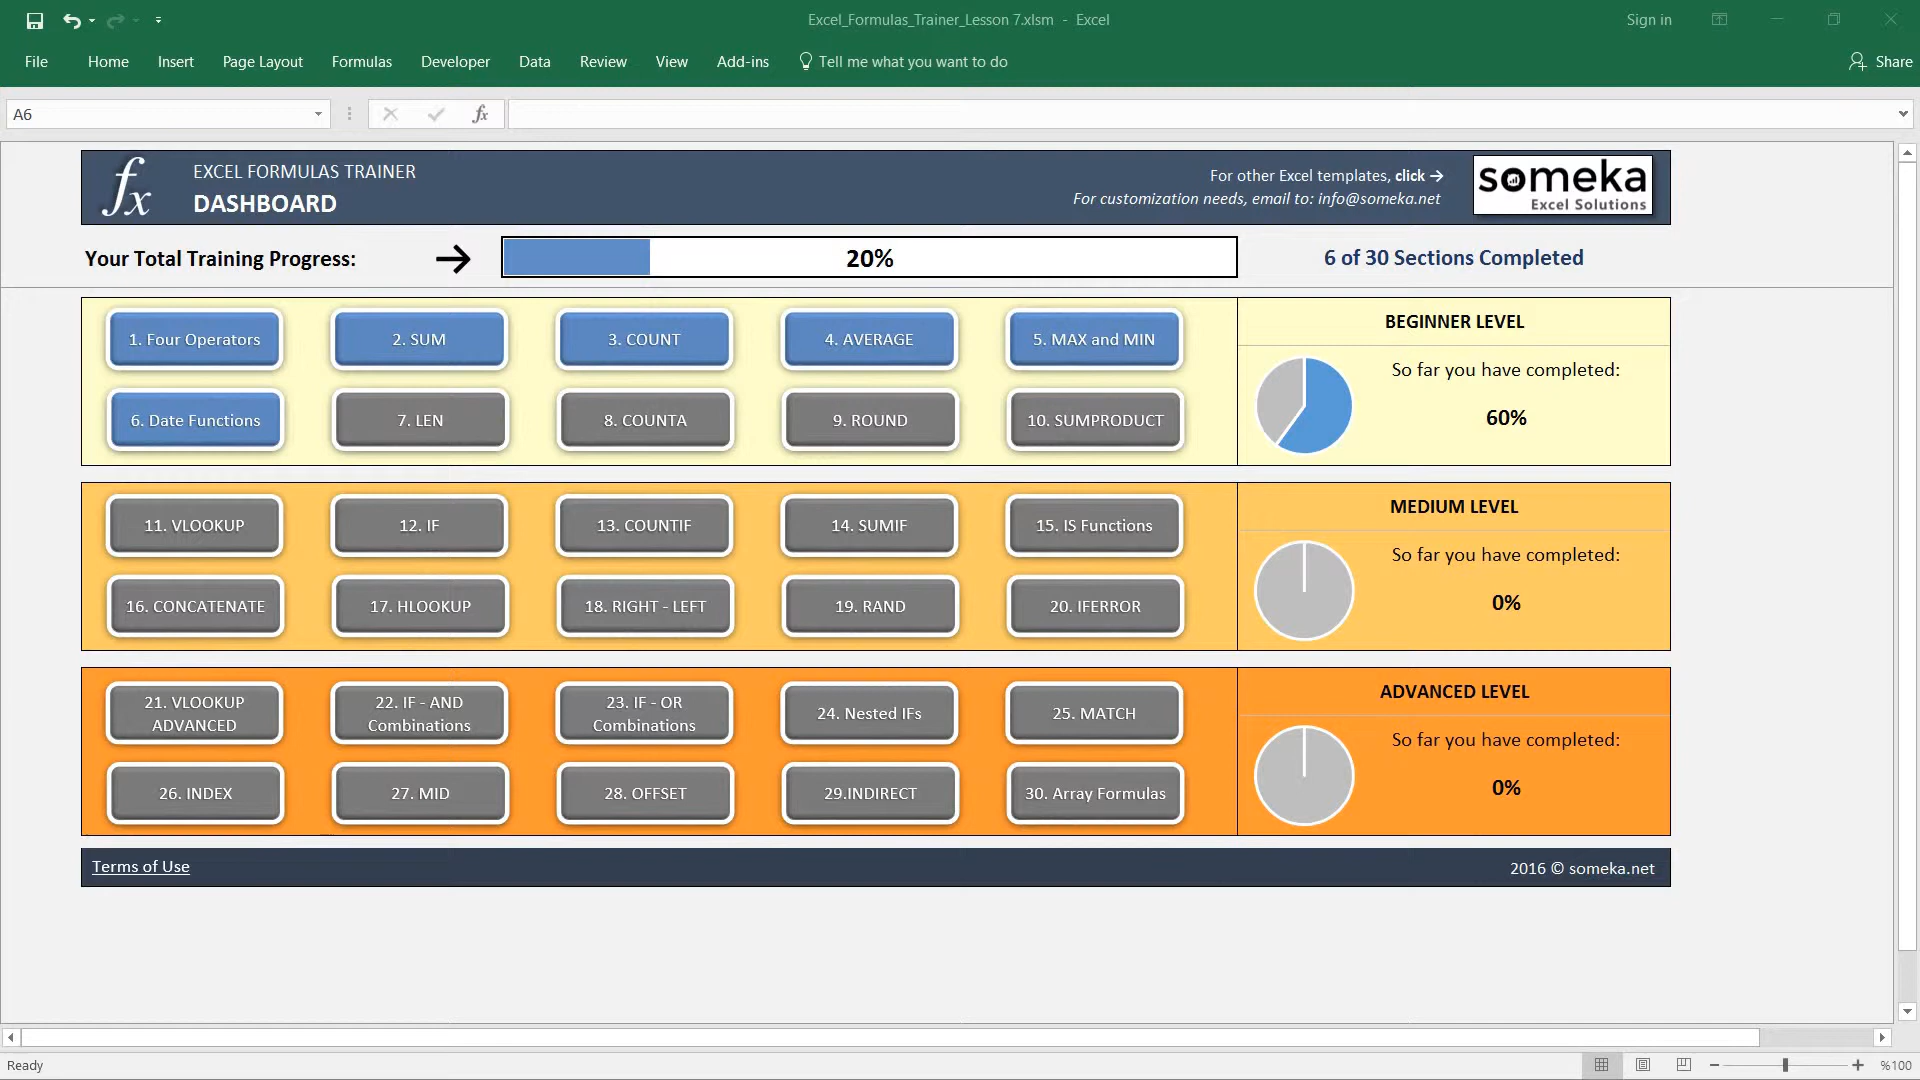 Excel_Formulas_Trainer_Lesson 7.xlsm - Excel
Sign in
File Home Insert Page Layout Formulas Developer Data Review View Add-ins Tell me what you want to do Share
A6
fx
fx
EXCEL FORMULAS TRAINER
DASHBOARD
For other Excel templates, click →
For customization needs, email to: info@someka.net
someka
Excel Solutions
Your Total Training Progress: → 20% 6 of 30 Sections Completed
1. Four Operators
2. SUM
3. COUNT
4. AVERAGE
5. MAX and MIN
6. Date Functions
7. LEN
8. COUNTA
9. ROUND
10. SUMPRODUCT
BEGINNER LEVEL
So far you have completed:
60%
11. VLOOKUP
12. IF
13. COUNTIF
14. SUMIF
15. IS Functions
16. CONCATENATE
17. HLOOKUP
18. RIGHT - LEFT
19. RAND
20. IFERROR
MEDIUM LEVEL
So far you have completed:
0%
21. VLOOKUP
ADVANCED
22. IF - AND
Combinations
23. IF - OR
Combinations
24. Nested IFs
25. MATCH
26. INDEX
27. MID
28. OFFSET
29.INDIRECT
30. Array Formulas
ADVANCED LEVEL
So far you have completed:
0%
Terms of Use
2016 © someka.net
Ready
%100